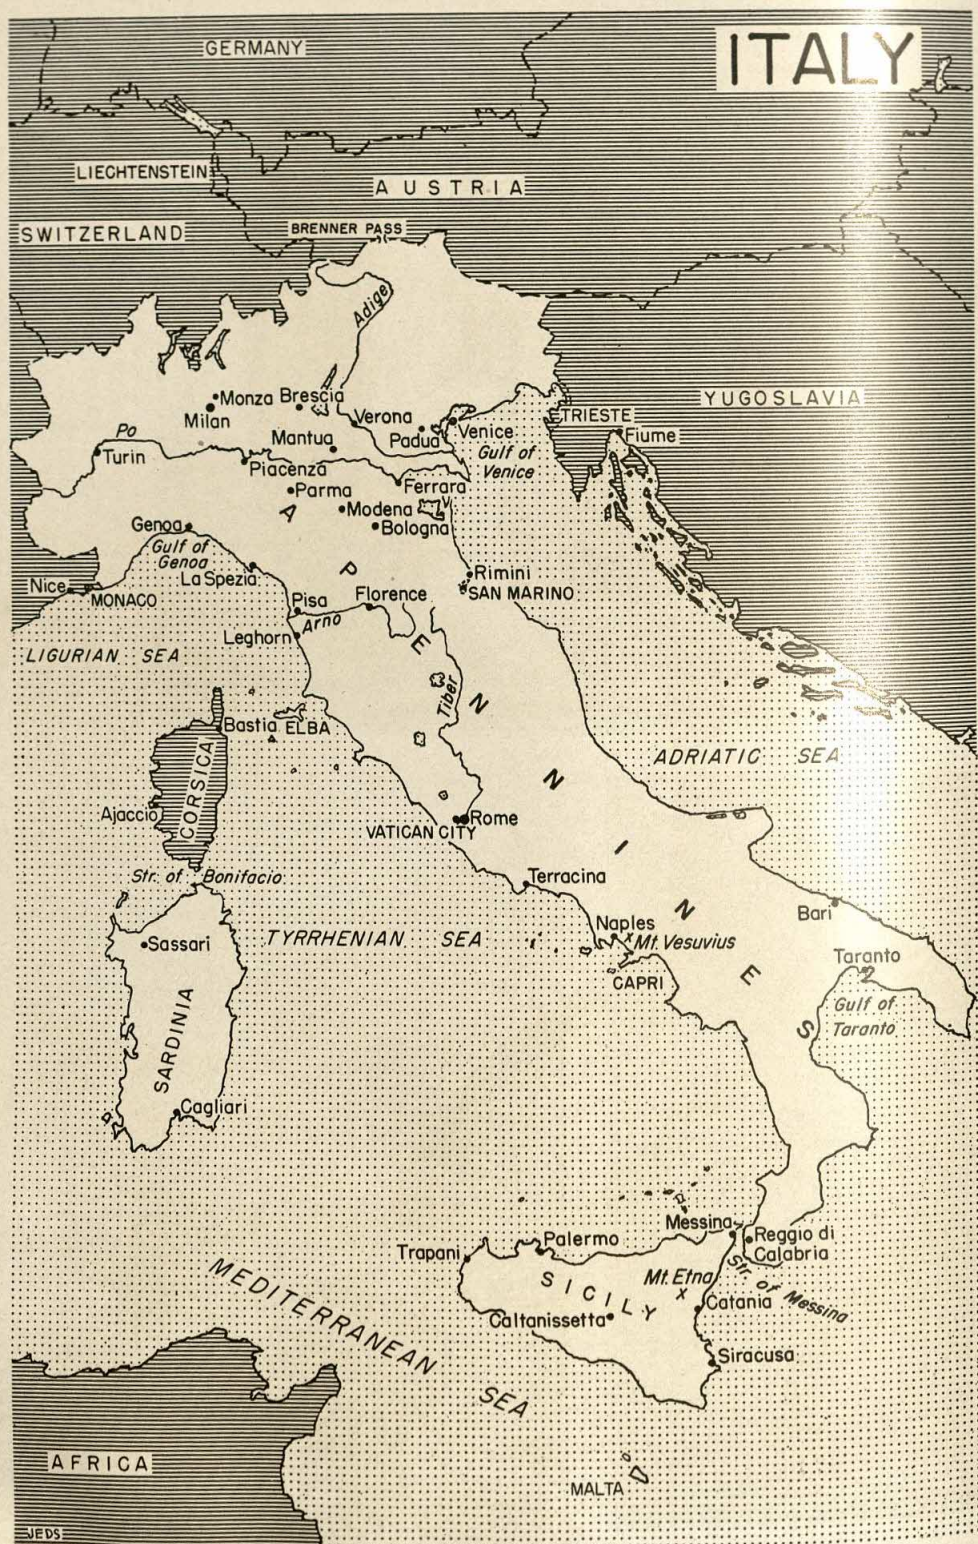 ITALY
GERMANY
LIECHTENSTEIN
AUSTRIA
SWITZERLAND
BRENNER PASS
Adige
YUGOSLAVIA
Monza
Brescia
Milan
TRIESTE
Verona
Venice
Fiume
Po
Mantua
Padua
Gulf of
Venice
Turin
Piacenza
Ferrara
Parma
Modena
Genoa
Bologna
Gulf of
Genoa
La Spezia
Rimini
Nice
MONACO
SAN MARINO
Pisa
Florence
Arno
Leghorn
LIGURIAN SEA
APENNINES
Tiber
Bastia
ELBA
CORSICA
ADRIATIC SEA
Ajaccio
Rome
VATICAN CITY
Str. of Bonifacio
Terracina
Bari
Naples
Mt. Vesuvius
Sassari
TYRRHENIAN SEA
CAPRI
Taranto
Gulf of
Taranto
SARDINIA
Cagliari
Messina
Reggio di
Calabria
Palermo
Trapani
SICILY
Mt. Etna
Str. of Messina
Catania
Caltanissetta
MEDITERRANEAN SEA
Siracusa
AFRICA
MALTA
JEDS